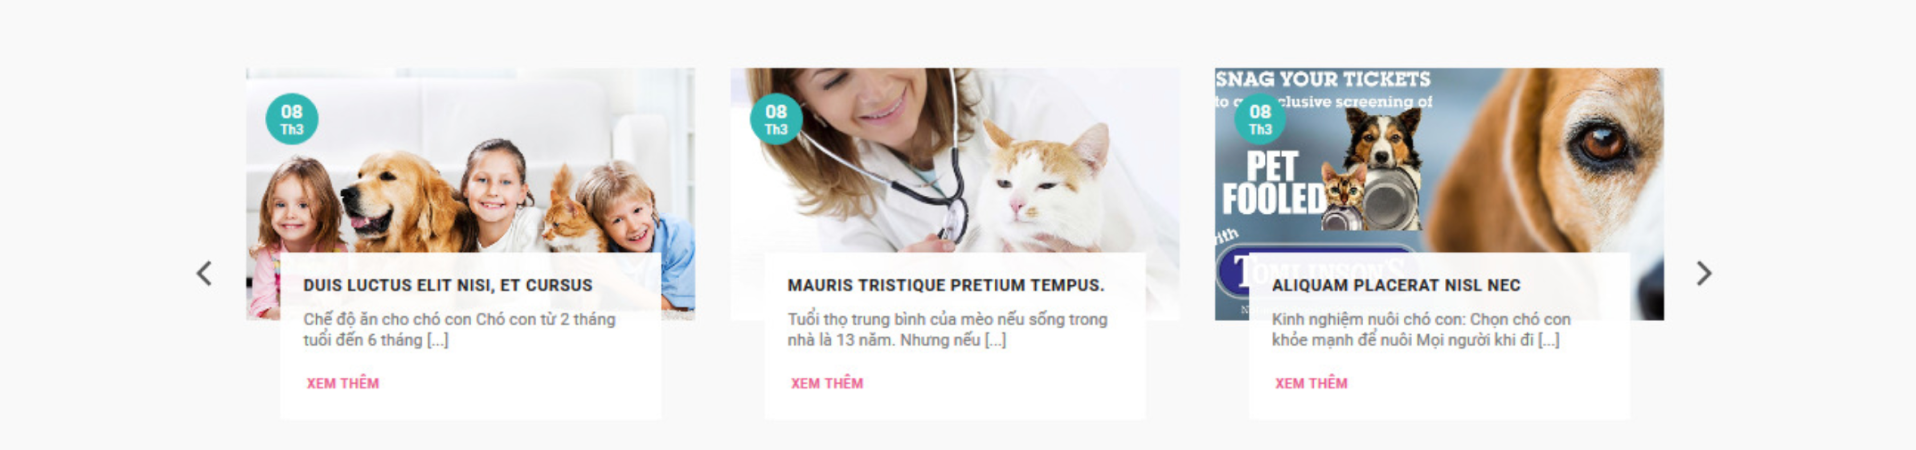 08
Th3
DUIS LUCTUS ELIT NISI, ET CURSUS
Chế độ ăn cho chó con Chó con từ 2 tháng
tuổi đến 6 tháng [...]
XEM THÊM
08
Th3
MAURIS TRISTIQUE PRETIUM TEMPUS.
Tuổi thọ trung bình của mèo nếu sống trong
nhà là 13 năm. Nhưng nếu [...]
XEM THÊM
SNAG YOUR TICKETS
to clusive screening of
08
Th3
PET
FOOLED
with
TOMLINSON'S
ALIQUAM PLACERAT NISL NEC
Kinh nghiệm nuôi chó con: Chọn chó con
khỏe mạnh để nuôi Mọi người khi đi [...]
XEM THÊM